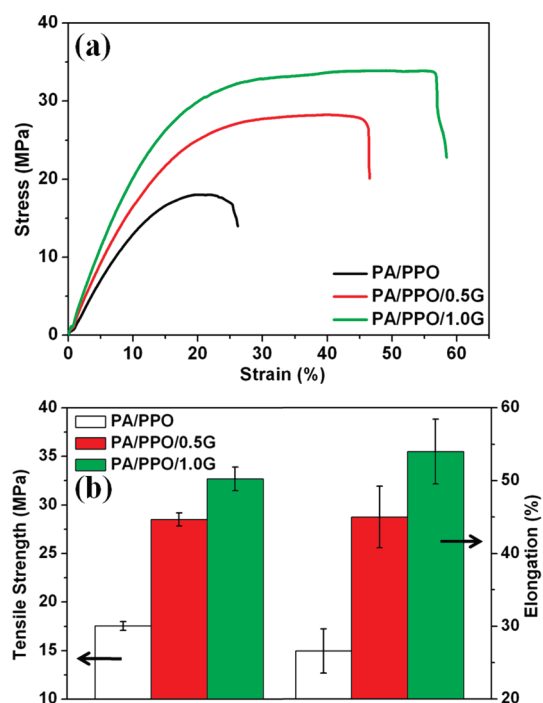 (a)
40
30
20
10
0
Stress (MPa)
PA/PPO
PA/PPO/0.5G
PA/PPO/1.0G
0 10 20 30 40 50 60
Strain (%)
(b)
40
35
30
25
20
15
10
Tensile Strength (MPa)
PA/PPO
PA/PPO/0.5G
PA/PPO/1.0G
60
50
40
30
20
Elongation (%)